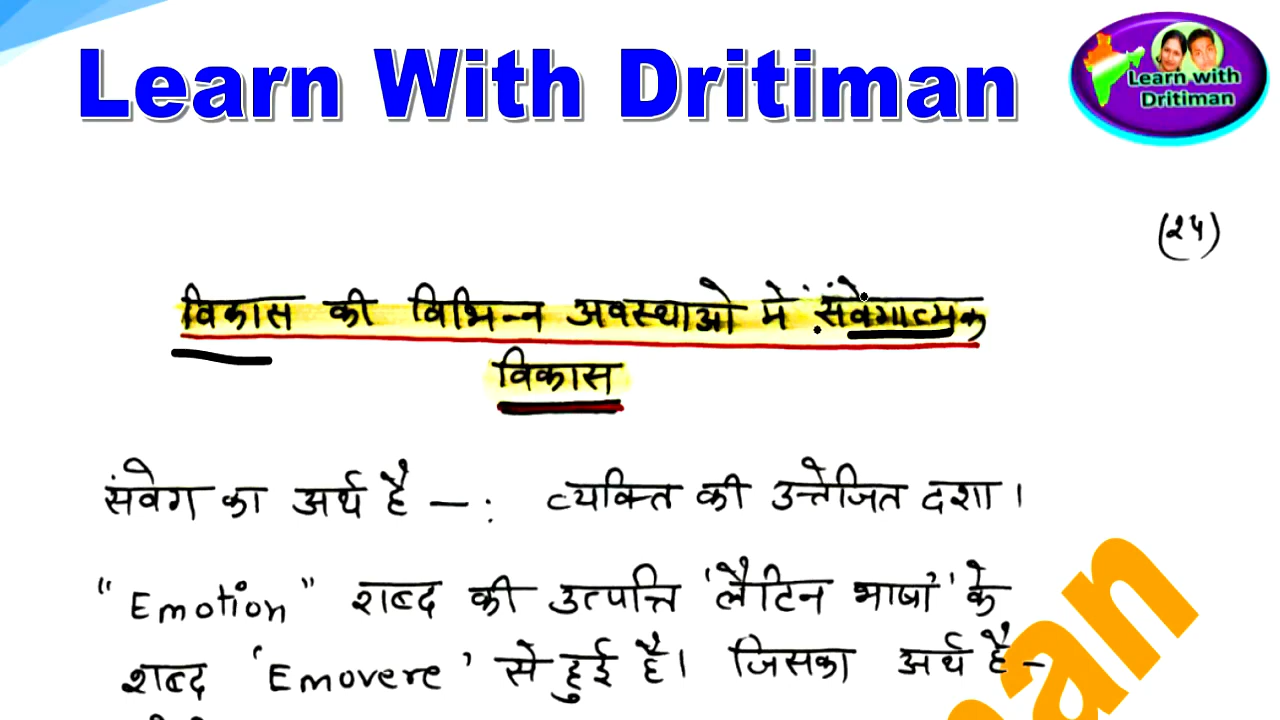 Learn With Dritiman
Learn with
Dritiman
(२५)
विकास की विभिन्न अवस्थाओ में संवेगात्मक
विकास
संवेग का अर्थ है —: व्यक्ति की उत्तेजित दशा।
"Emotion" शब्द की उत्पत्ति 'लैटिन भाषा' के
शब्द 'Emovere' से हुई है। जिसका अर्थ है-
man